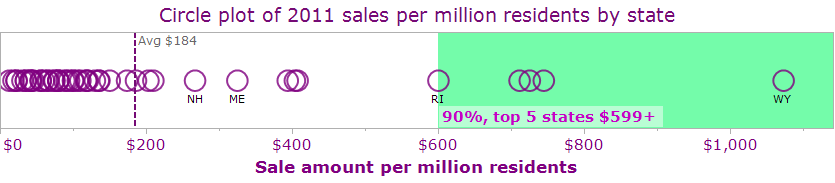 Circle plot of 2011 sales per million residents by state
Avg $184
NH ME RI WY
90%, top 5 states $599+
$0 $200 $400 $600 $800 $1,000
Sale amount per million residents